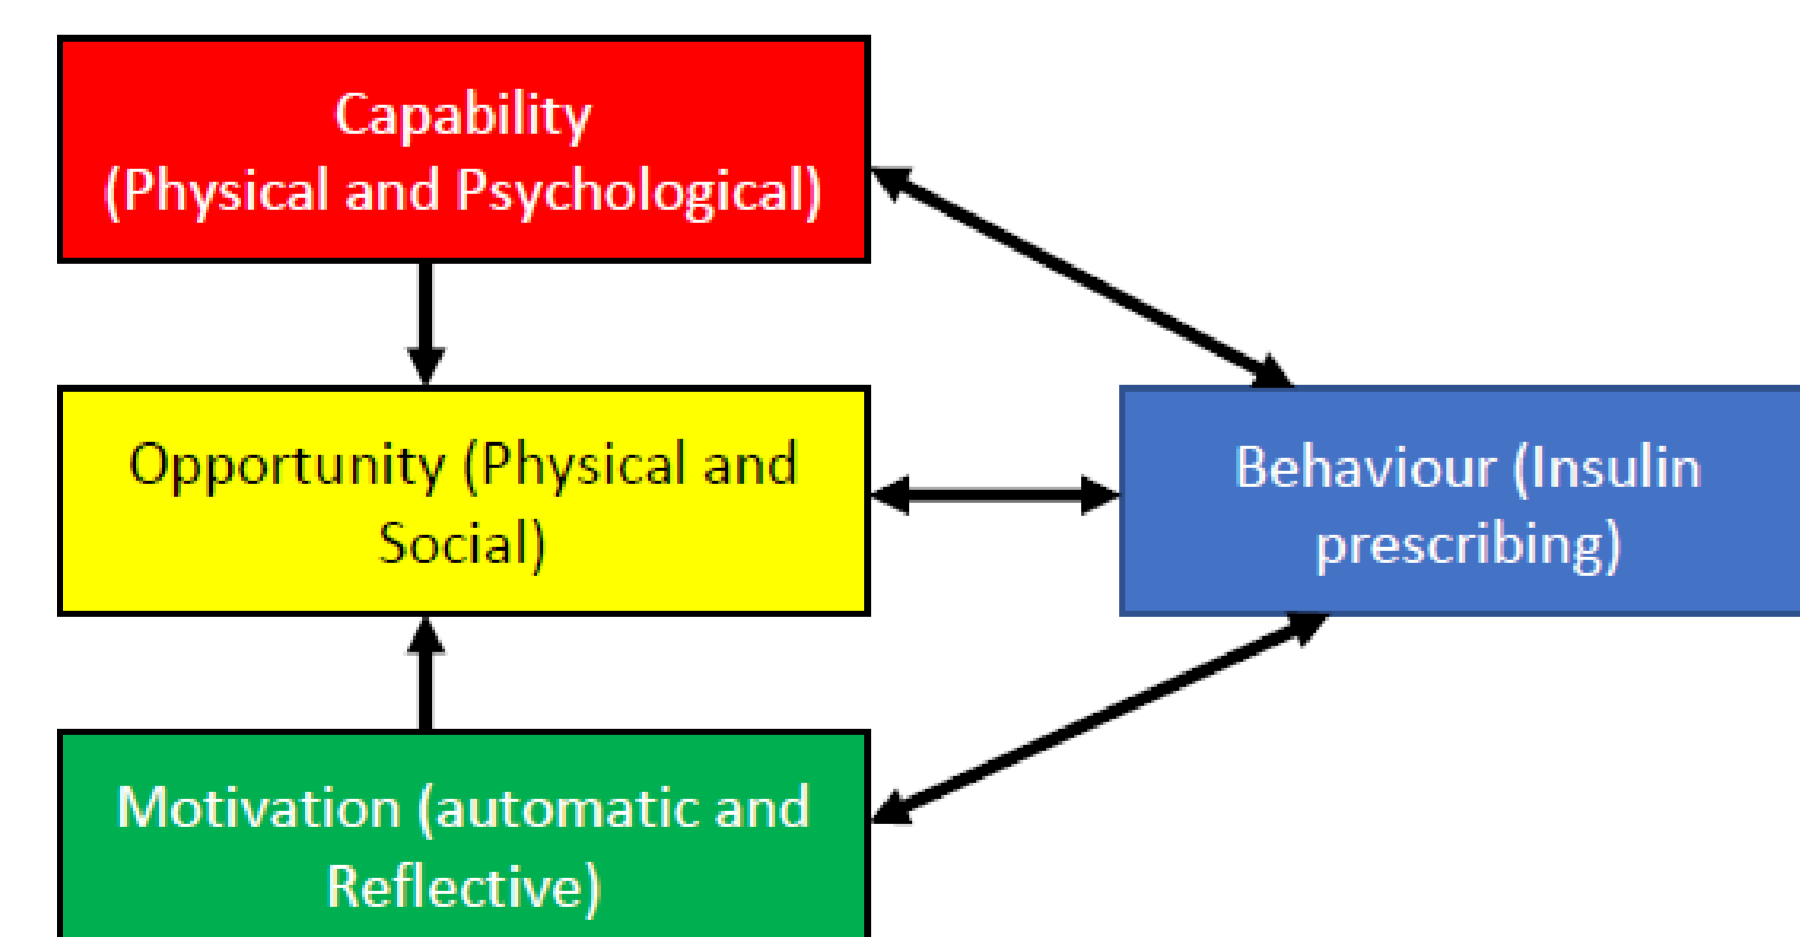 Capability
(Physical and Psychological)
Opportunity (Physical and
Social)
Behaviour (Insulin
prescribing)
Motivation (automatic and
Reflective)